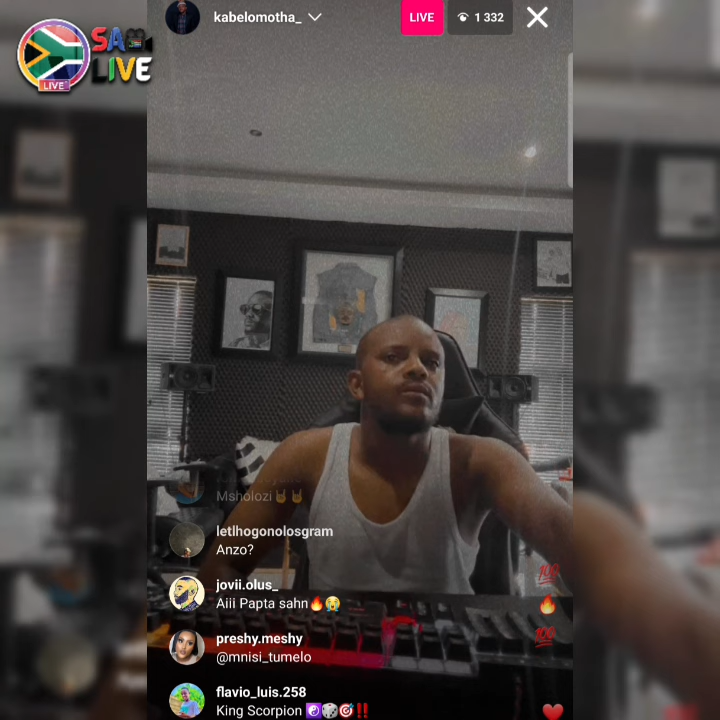 SA
LIVE
LIVE
kabelomotha_
LIVE
1 332
Msholozi
letlhogonolosgram
Anzo?
jovii.olus_
Aiii Papta sahn🔥😭
💯
🔥
preshy.meshy
@mnisi_tumelo
💯
flavio_luis.258
King Scorpion ☯️🎲🎯‼️